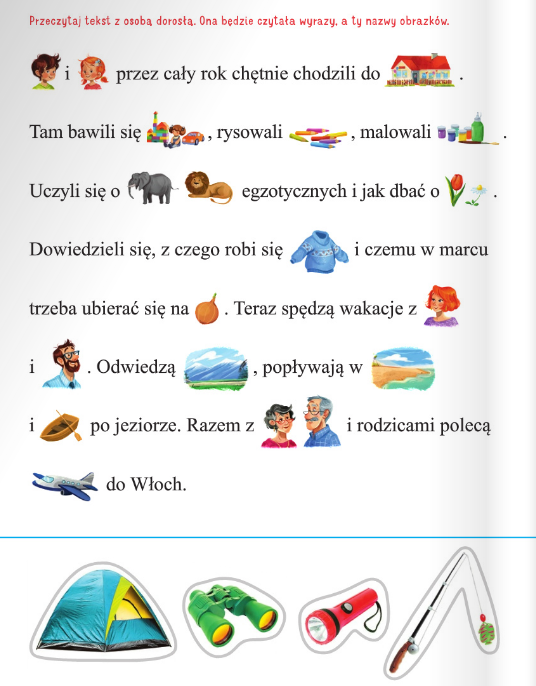 Przeczytaj tekst z osobą dorosłą. Ona będzie czytała wyrazy, a ty nazwy obrazków.
i przez cały rok chętnie chodzili do .
Tam bawili się , rysowali , malowali .
Uczyli się o egzotycznych i jak dbać o .
Dowiedzieli się, z czego robi się i czemu w marcu
trzeba ubierać się na . Teraz spędzą wakacje z
i . Odwiedzą , popływają w
i po jeziorze. Razem z i rodzicami polecą
do Włoch.